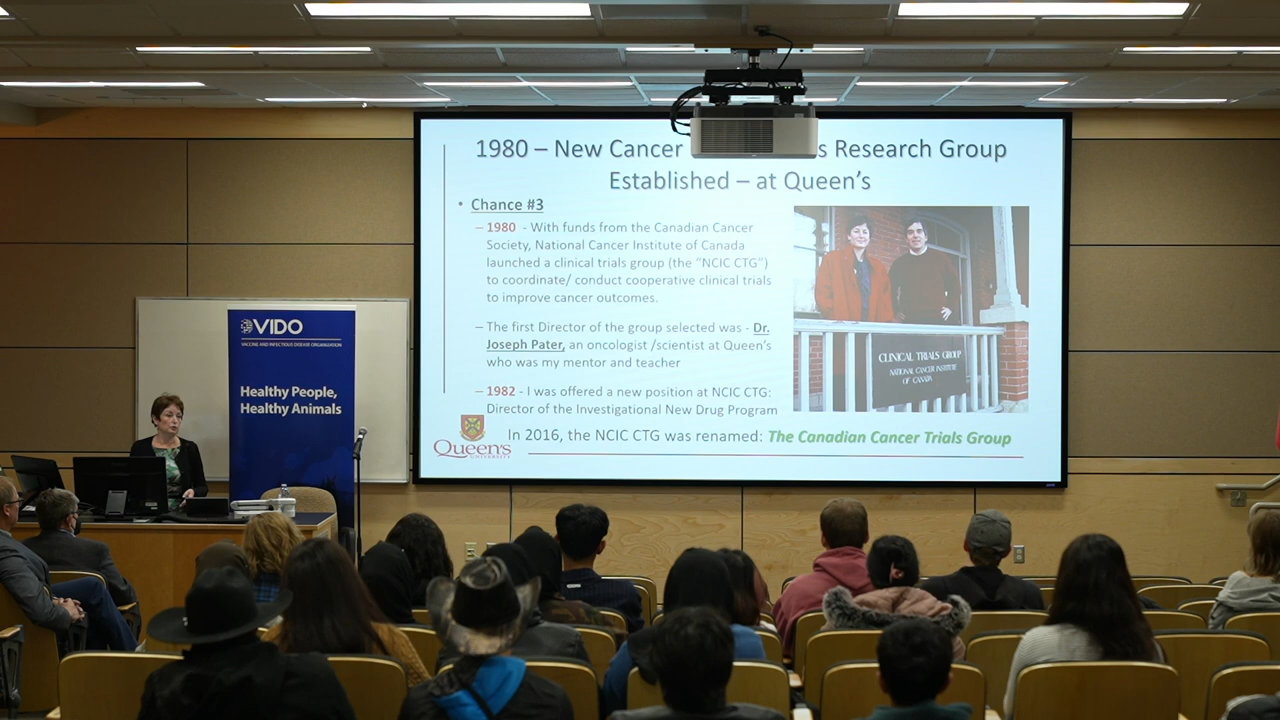 1980 – New Cancer s Research Group
Established – at Queen's
• Chance #3
– 1980 - With funds from the Canadian Cancer
Society, National Cancer Institute of Canada
launched a clinical trials group (the "NCIC CTG")
to coordinate/ conduct cooperative clinical trials
to improve cancer outcomes.
– The first Director of the group selected was - Dr.
Joseph Pater, an oncologist /scientist at Queen's
who was my mentor and teacher
– 1982 - I was offered a new position at NCIC CTG:
Director of the Investigational New Drug Program
In 2016, the NCIC CTG was renamed: The Canadian Cancer Trials Group
Queen's
UNIVERSITY
CLINICAL TRIALS GROUP
NATIONAL CANCER INSTITUTE
OF CANADA
VIDO
VACCINE AND INFECTIOUS DISEASE ORGANIZATION
Healthy People,
Healthy Animals